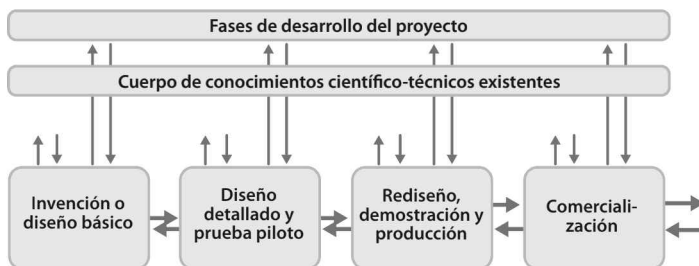 Fases de desarrollo del proyecto
Cuerpo de conocimientos científico-técnicos existentes
Invención o
diseño básico
Diseño
detallado y
prueba piloto
Rediseño,
demostración y
producción
Comerciali-
zación